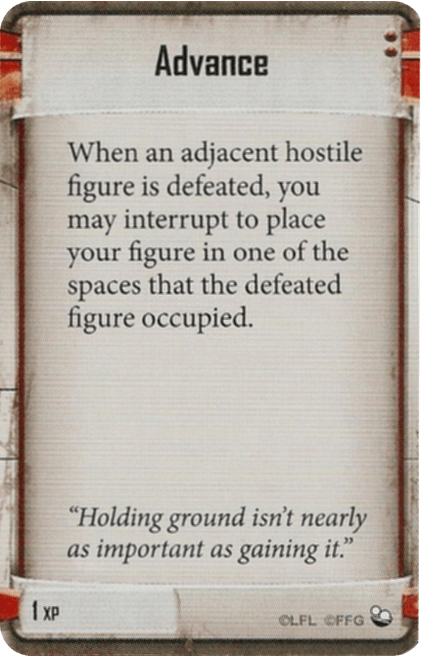 Advance
When an adjacent hostile
figure is defeated, you
may interrupt to place
your figure in one of the
spaces that the defeated
figure occupied.
“Holding ground isn’t nearly
as important as gaining it.”
1 XP
©LFL ©FFG